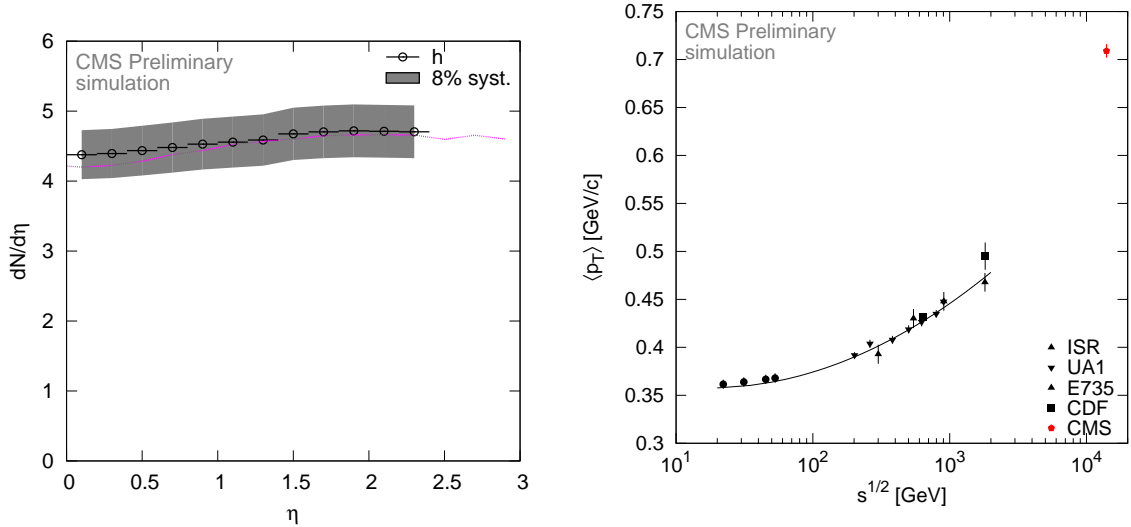 CMS Preliminary
simulation
h
8% syst.
6
5
4
3
2
1
0
0
0.5
1
1.5
2
2.5
3
dN/dη
η
CMS Preliminary
simulation
0.75
0.7
0.65
0.6
0.55
0.5
0.45
0.4
0.35
0.3
⟨p_T⟩ [GeV/c]
ISR
UA1
E735
CDF
CMS
10^1
10^2
10^3
10^4
s^{1/2} [GeV]